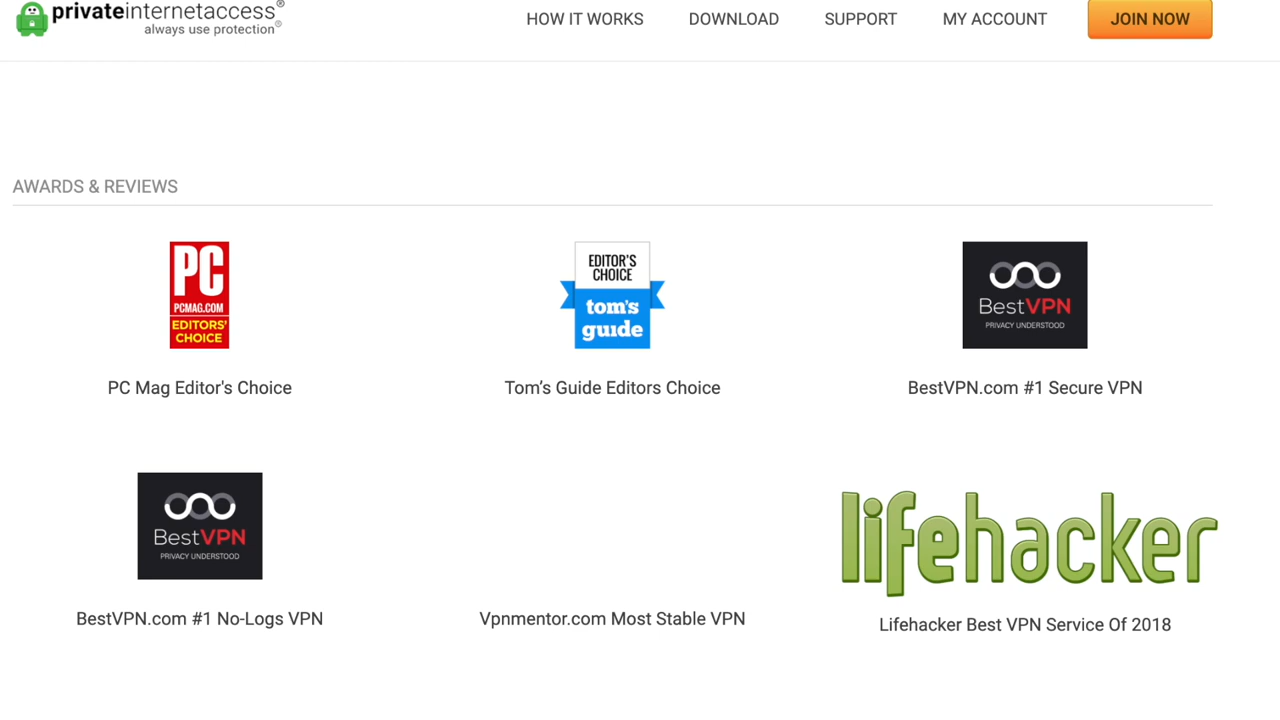 privateinternetaccess®
always use protection®
HOW IT WORKS
DOWNLOAD
SUPPORT
MY ACCOUNT
JOIN NOW
AWARDS & REVIEWS
PC
PCMAG.COM
EDITORS'
CHOICE
EDITOR'S
CHOICE
tom's
guide
BestVPN
PRIVACY UNDERSTOOD
PC Mag Editor's Choice
Tom’s Guide Editors Choice
BestVPN.com #1 Secure VPN
BestVPN
PRIVACY UNDERSTOOD
lifehacker
BestVPN.com #1 No-Logs VPN
Vpnmentor.com Most Stable VPN
Lifehacker Best VPN Service Of 2018